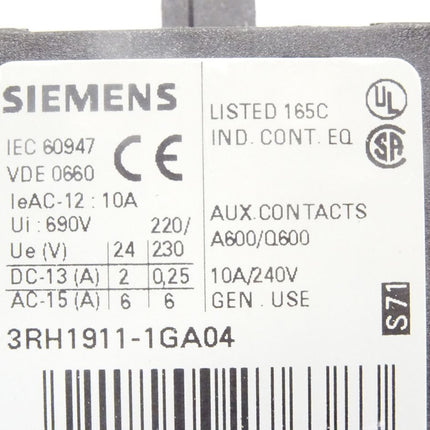 SIEMENS
IEC 60947
VDE 0660
CE
IeAC-12 : 10A
Ui : 690V 220/
Ue (V) 24 230
DC-13 (A) 2 0,25
AC-15 (A) 6 6
LISTED 165C
IND. CONT. EQ
UL
SA
AUX.CONTACTS
A600/Q600
10A/240V
GEN . USE
S71
3RH1911-1GA04